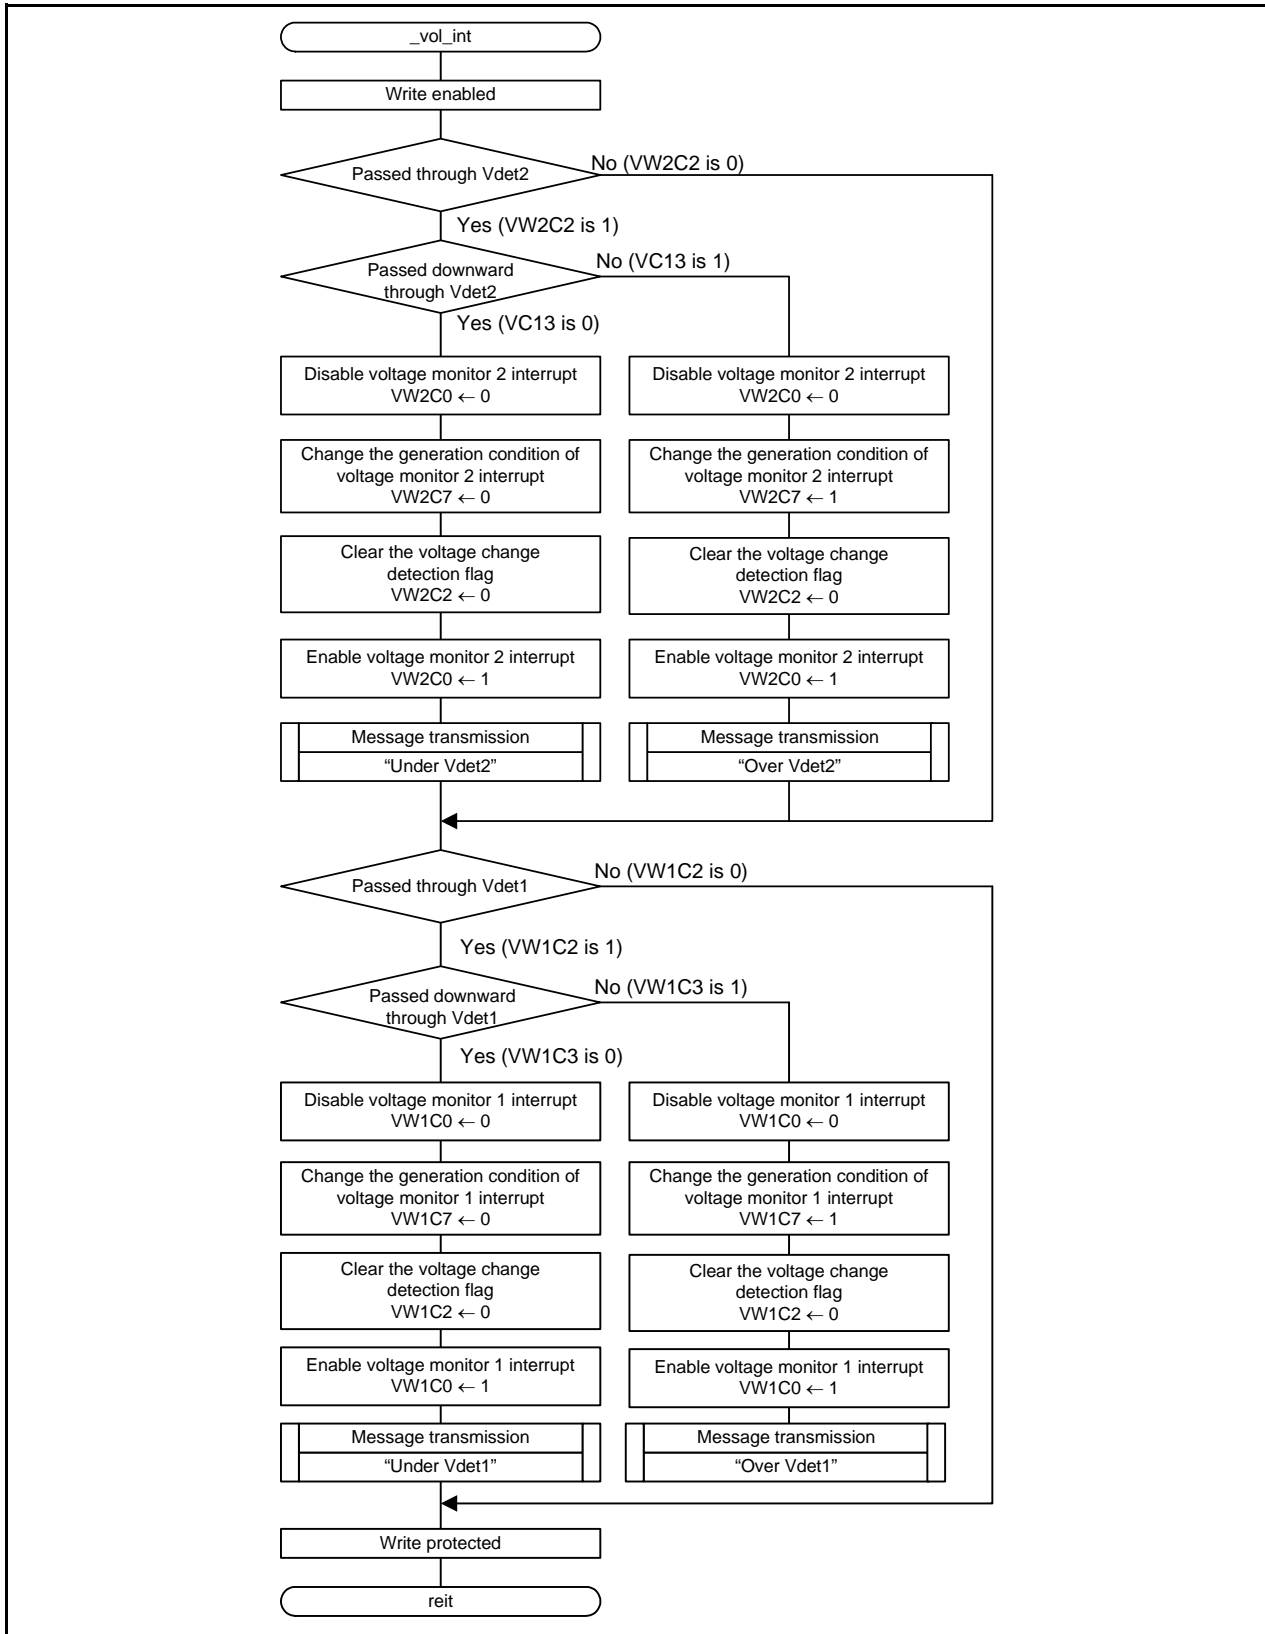 _vol_int
Write enabled
Passed through Vdet2
No (VW2C2 is 0)
Yes (VW2C2 is 1)
Passed downward
through Vdet2
No (VC13 is 1)
Yes (VC13 is 0)
Disable voltage monitor 2 interrupt
VW2C0 ← 0
Disable voltage monitor 2 interrupt
VW2C0 ← 0
Change the generation condition of
voltage monitor 2 interrupt
VW2C7 ← 0
Change the generation condition of
voltage monitor 2 interrupt
VW2C7 ← 1
Clear the voltage change
detection flag
VW2C2 ← 0
Clear the voltage change
detection flag
VW2C2 ← 0
Enable voltage monitor 2 interrupt
VW2C0 ← 1
Enable voltage monitor 2 interrupt
VW2C0 ← 1
Message transmission
“Under Vdet2”
Message transmission
“Over Vdet2”
Passed through Vdet1
No (VW1C2 is 0)
Yes (VW1C2 is 1)
Passed downward
through Vdet1
No (VW1C3 is 1)
Yes (VW1C3 is 0)
Disable voltage monitor 1 interrupt
VW1C0 ← 0
Disable voltage monitor 1 interrupt
VW1C0 ← 0
Change the generation condition of
voltage monitor 1 interrupt
VW1C7 ← 0
Change the generation condition of
voltage monitor 1 interrupt
VW1C7 ← 1
Clear the voltage change
detection flag
VW1C2 ← 0
Clear the voltage change
detection flag
VW1C2 ← 0
Enable voltage monitor 1 interrupt
VW1C0 ← 1
Enable voltage monitor 1 interrupt
VW1C0 ← 1
Message transmission
“Under Vdet1”
Message transmission
“Over Vdet1”
Write protected
reit